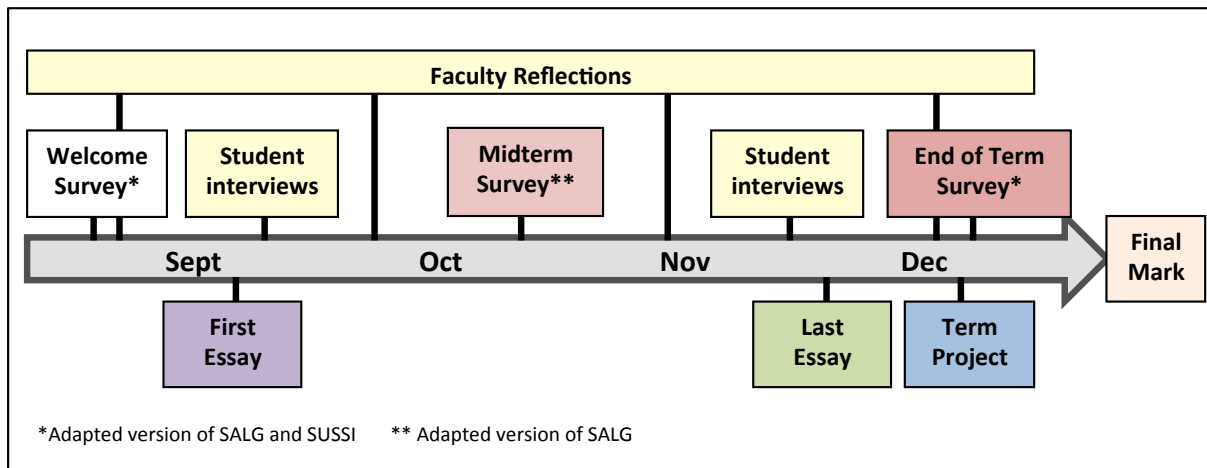 Faculty Reflections
Welcome
Survey*
Student
interviews
Midterm
Survey**
Student
interviews
End of Term
Survey*
Sept
Oct
Nov
Dec
Final
Mark
First
Essay
Last
Essay
Term
Project
*Adapted version of SALG and SUSSI
** Adapted version of SALG